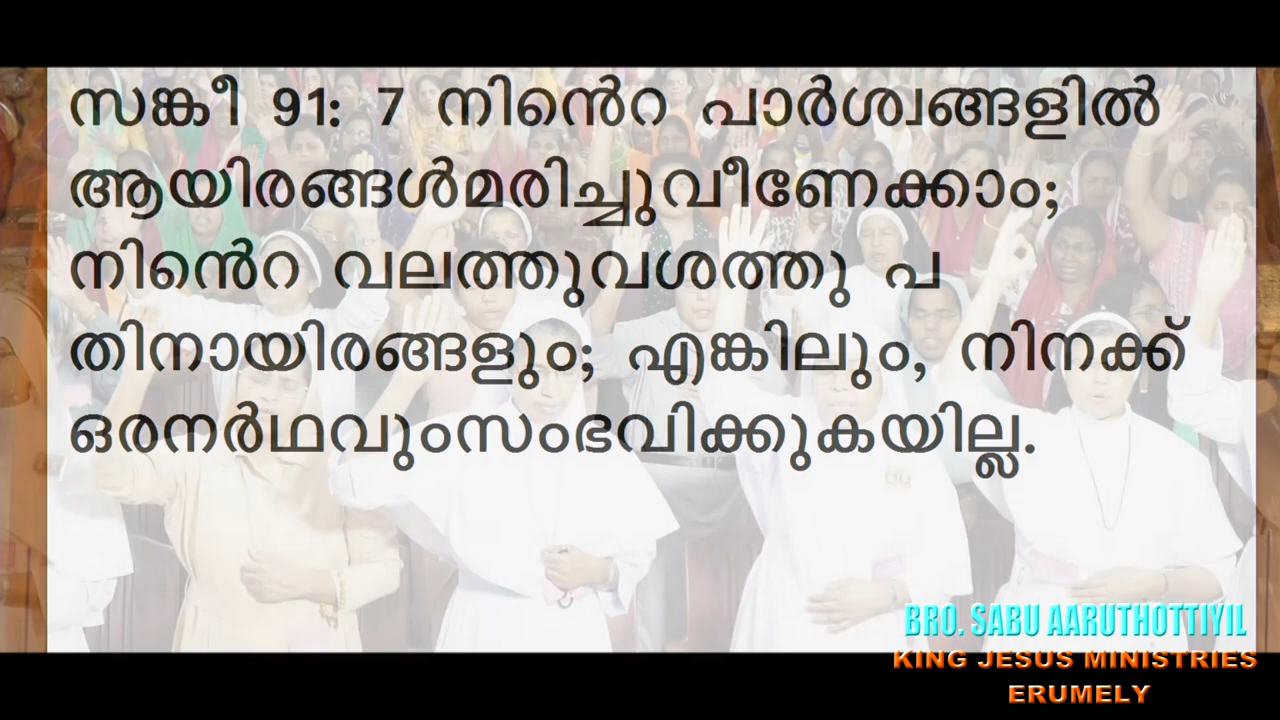 സങ്കീ 91: 7 നിൻെറ പാർശ്വങ്ങളിൽ
ആയിരങ്ങൾമരിച്ചുവീണേക്കാം;
നിൻെറ വലത്തുവശത്തു പ
തിനായിരങ്ങളും; എങ്കിലും, നിനക്ക്
ഒരനർഥവുംസംഭവിക്കുകയില്ല.
BRO. SABU AARUTHOTTIYIL
KING JESUS MINISTRIES
ERUMELY